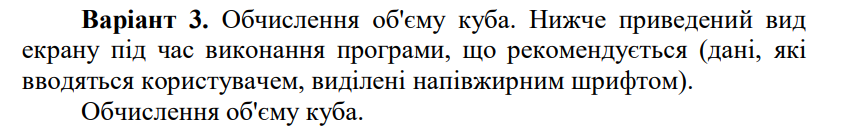 Варіант 3. Обчислення об'єму куба. Нижче приведений вид
екрану під час виконання програми, що рекомендується (дані, які
вводяться користувачем, виділені напівжирним шрифтом).
Обчислення об'єму куба.